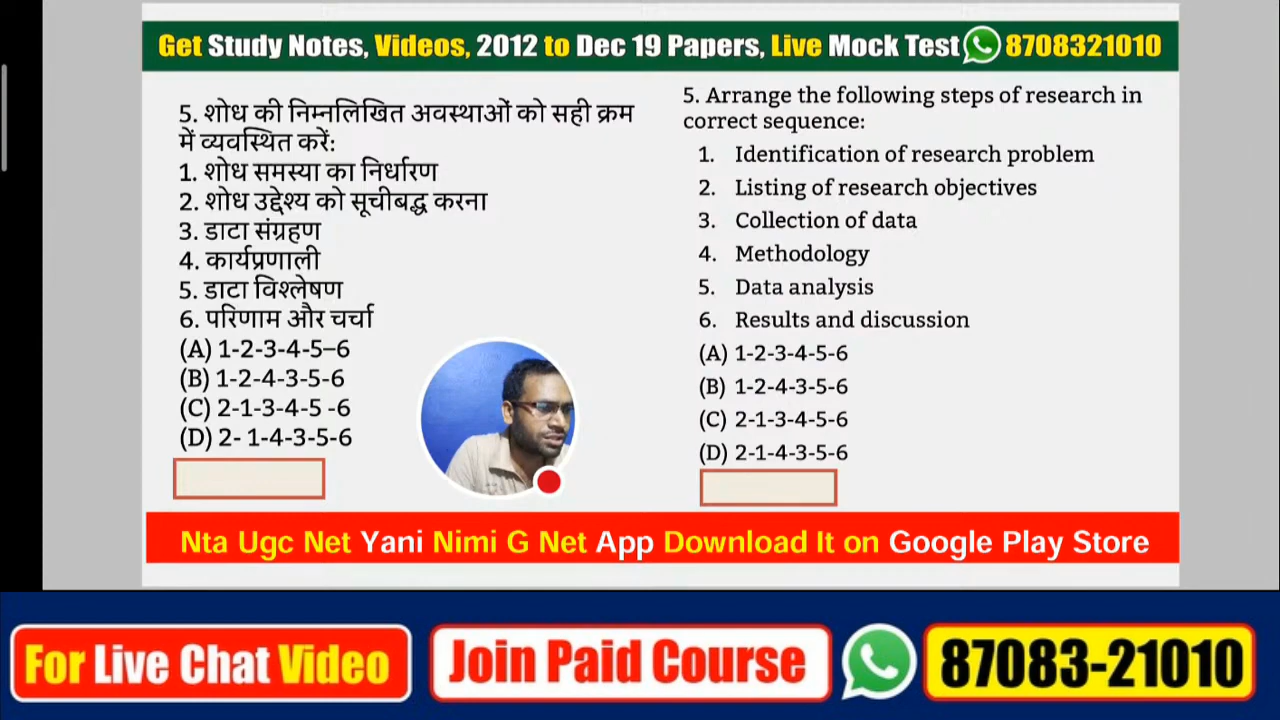 Get Study Notes, Videos, 2012 to Dec 19 Papers, Live Mock Test 8708321010
5. शोध की निम्नलिखित अवस्थाओं को सही क्रम
में व्यवस्थित करें:
1. शोध समस्या का निर्धारण
2. शोध उद्देश्य को सूचीबद्ध करना
3. डाटा संग्रहण
4. कार्यप्रणाली
5. डाटा विश्लेषण
6. परिणाम और चर्चा
(A) 1-2-3-4-5–6
(B) 1-2-4-3-5-6
(C) 2-1-3-4-5 -6
(D) 2- 1-4-3-5-6
5. Arrange the following steps of research in
correct sequence:
1. Identification of research problem
2. Listing of research objectives
3. Collection of data
4. Methodology
5. Data analysis
6. Results and discussion
(A) 1-2-3-4-5-6
(B) 1-2-4-3-5-6
(C) 2-1-3-4-5-6
(D) 2-1-4-3-5-6
Nta Ugc Net Yani Nimi G Net App Download It on Google Play Store
For Live Chat Video Join Paid Course 87083-21010